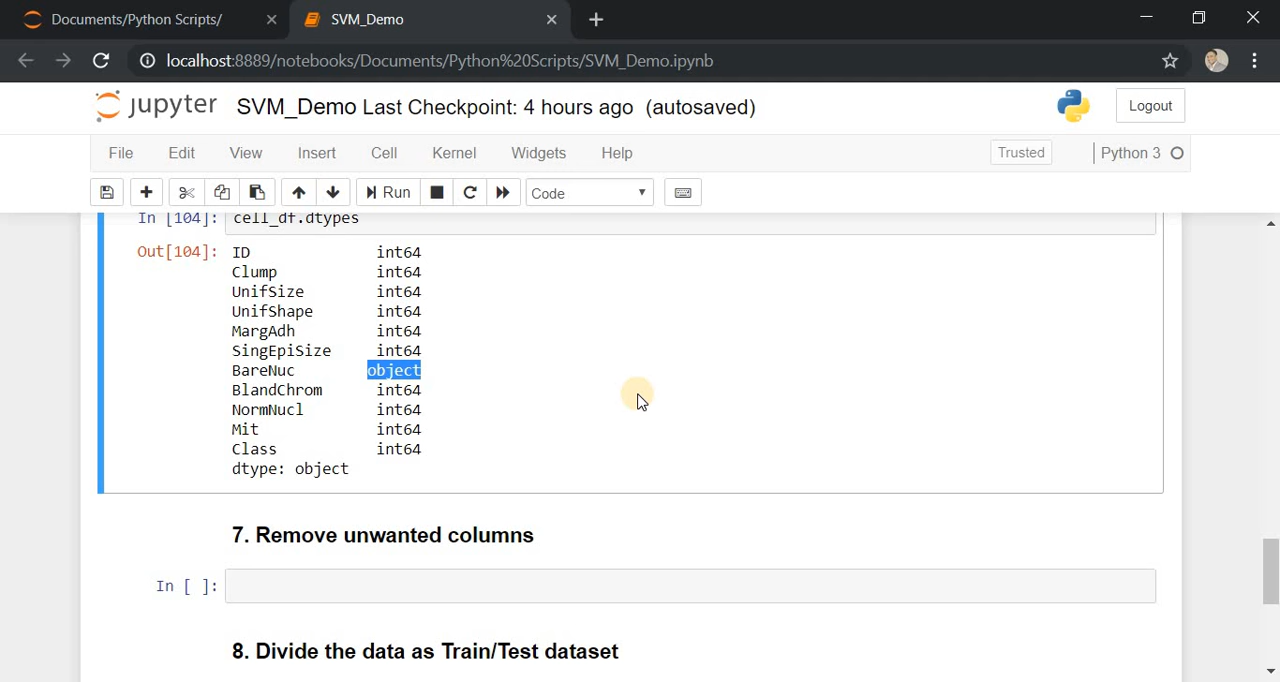 Documents/Python Scripts/
SVM_Demo
localhost:8889/notebooks/Documents/Python%20Scripts/SVM_Demo.ipynb
jupyter SVM_Demo Last Checkpoint: 4 hours ago (autosaved) Logout
File Edit View Insert Cell Kernel Widgets Help Trusted Python 3
Run Code
In [104]: cell_df.dtypes
Out[104]: ID int64
Clump int64
UnifSize int64
UnifShape int64
MargAdh int64
SingEpiSize int64
BareNuc object
BlandChrom int64
NormNucl int64
Mit int64
Class int64
dtype: object
7. Remove unwanted columns
In [ ]:
8. Divide the data as Train/Test dataset